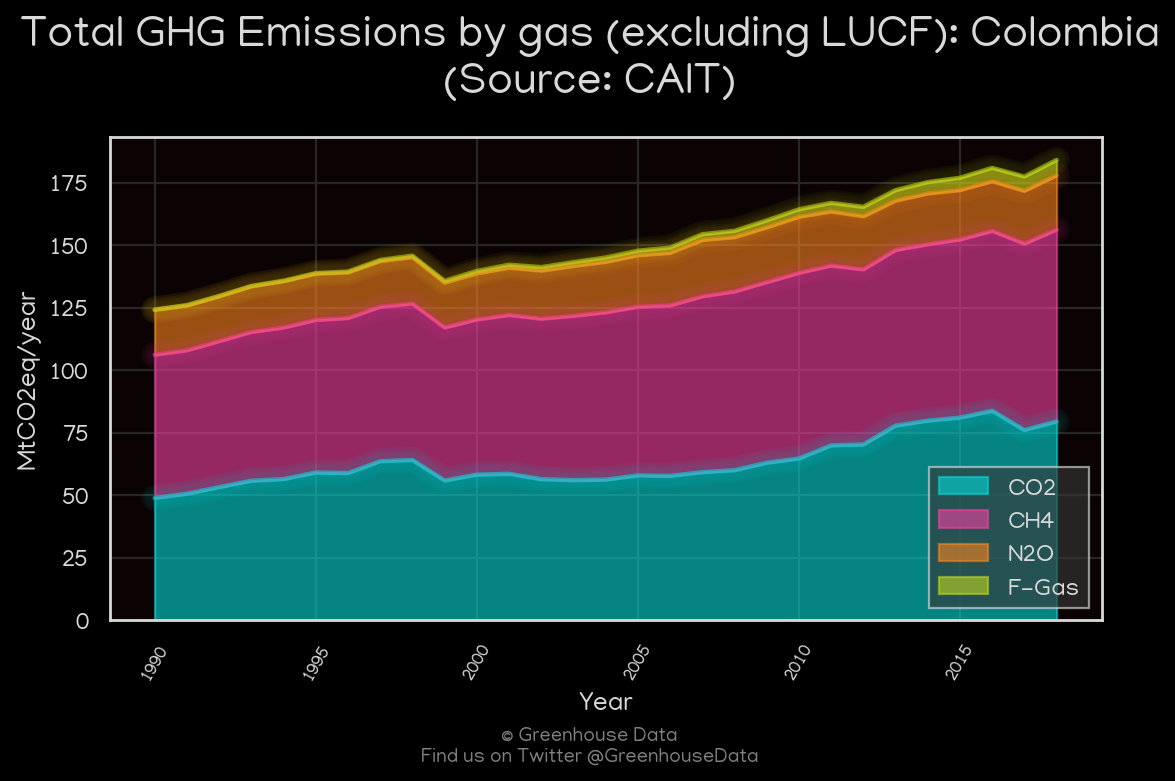 Total GHG Emissions by gas (excluding LUCF): Colombia
(Source: CAIT)
MtCO2eq/year
175
150
125
100
75
50
25
0
CO2
CH4
N2O
F-Gas
1990
1995
2000
2005
2010
2015
Year
© Greenhouse Data
Find us on Twitter @GreenhouseData